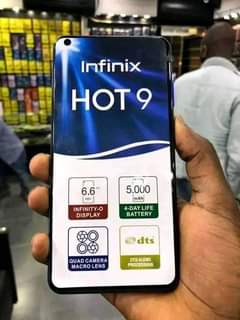 Infinix
HOT 9
6.6"
INFINITY-O
DISPLAY
5,000
mAh
4-DAY LIFE
BATTERY
QUAD CAMERA
MACRO LENS
dts
DTS AUDIO
PROCESSING